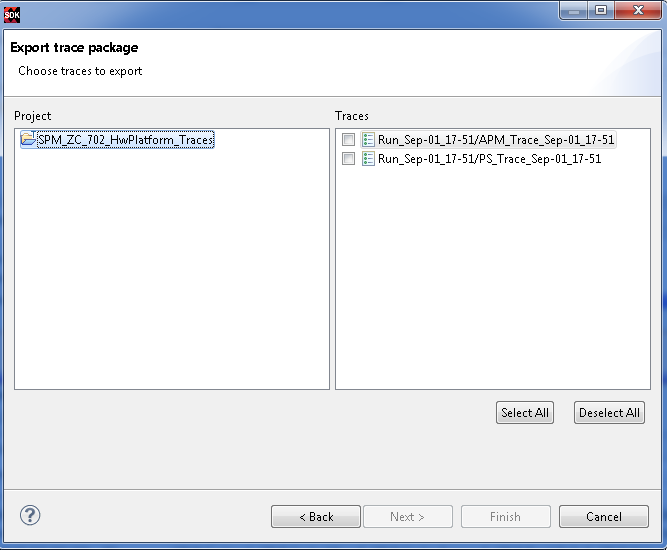 SDK
Export trace package
Choose traces to export
Project
Traces
SPM_ZC_702_HwPlatform_Traces
Run_Sep-01_17-51/APM_Trace_Sep-01_17-51
Run_Sep-01_17-51/PS_Trace_Sep-01_17-51
Select All
Deselect All
?
< Back
Next >
Finish
Cancel